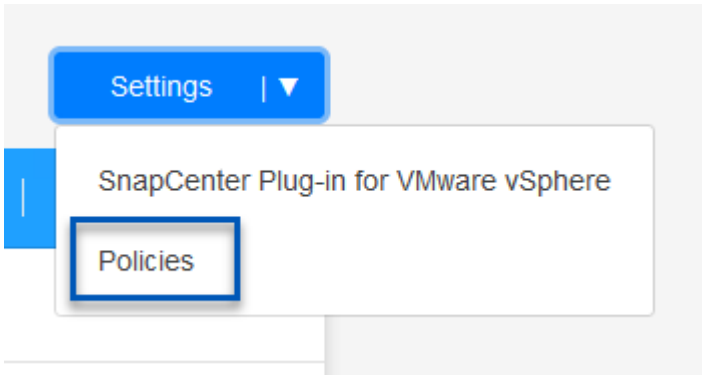 Settings | ▼
SnapCenter Plug-in for VMware vSphere
Policies